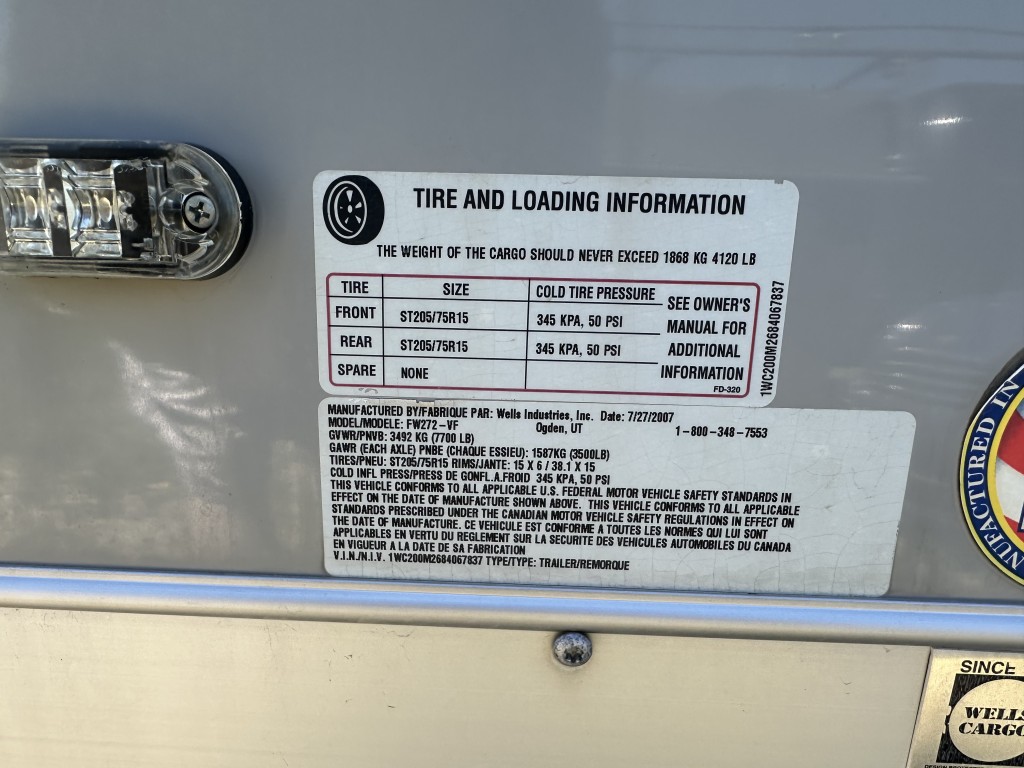 TIRE AND LOADING INFORMATION
THE WEIGHT OF THE CARGO SHOULD NEVER EXCEED 1868 KG 4120 LB
TIRE SIZE COLD TIRE PRESSURE SEE OWNER'S
FRONT ST205/75R15 345 KPA, 50 PSI MANUAL FOR
REAR ST205/75R15 345 KPA, 50 PSI ADDITIONAL
SPARE NONE INFORMATION
FD-320
1WC200M2684067837
MANUFACTURED BY/FABRIQUE PAR: Wells Industries, Inc. Date: 7/27/2007
MODEL/MODELE: FW272-VF Ogden, UT 1-800-348-7553
GVWR/PNVB: 3492 KG (7700 LB)
GAWR (EACH AXLE) PNBE (CHAQUE ESSIEU): 1587KG (3500LB)
TIRES/PNEU: ST205/75R15 RIMS/JANTE: 15 X 6 / 38.1 X 15
COLD INFL PRESS/PRESS DE GONFL.A.FROID 345 KPA, 50 PSI
THIS VEHICLE CONFORMS TO ALL APPLICABLE U.S. FEDERAL MOTOR VEHICLE SAFETY STANDARDS IN
EFFECT ON THE DATE OF MANUFACTURE SHOWN ABOVE. THIS VEHICLE CONFORMS TO ALL APPLICABLE
STANDARDS PRESCRIBED UNDER THE CANADIAN MOTOR VEHICLE SAFETY REGULATIONS IN EFFECT ON
THE DATE OF MANUFACTURE. CE VEHICULE EST CONFORME A TOUTES LES NORMES QUI LUI SONT
APPLICABLES EN VERTU DU REGLEMENT SUR LA SECURITE DES VEHICULES AUTOMOBILES DU CANADA
EN VIGUEUR A LA DATE DE SA FABRICATION
V.I.N./N.I.V. 1WC200M2684067837 TYPE/TYPE: TRAILER/REMORQUE
NUFACTURED IN
SINCE
WELLS
CARGO